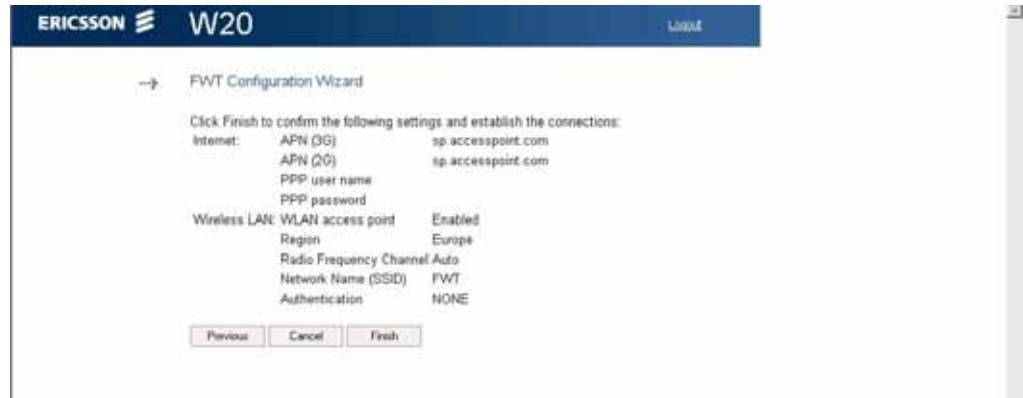 ERICSSON W20 Logout
FWT Configuration Wizard
Click Finish to confirm the following settings and establish the connections:
Internet: APN (3G) sp.accesspoint.com
APN (2G) sp.accesspoint.com
PPP user name
PPP password
Wireless LAN: WLAN access point Enabled
Region Europe
Radio Frequency Channel Auto
Network Name (SSID) FWT
Authentication NONE
Previous Cancel Finish